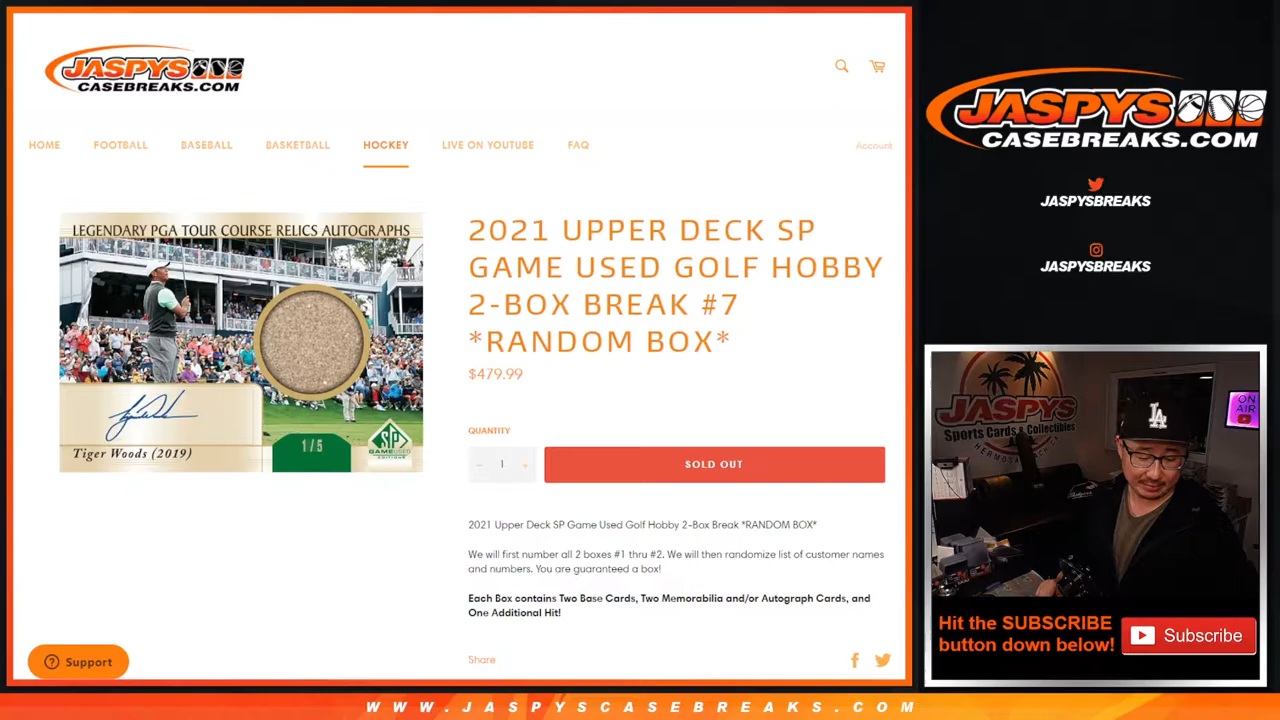 JASPYS
CASEBREAKS.COM
HOME FOOTBALL BASEBALL BASKETBALL HOCKEY LIVE ON YOUTUBE FAQ Account
LEGENDARY PGA TOUR COURSE RELICS AUTOGRAPHS
Tiger Woods (2019)
1/5
SP
GAMEUSED
2021 UPPER DECK SP
GAME USED GOLF HOBBY
2-BOX BREAK #7
*RANDOM BOX*
$479.99
QUANTITY
− 1 +
SOLD OUT
2021 Upper Deck SP Game Used Golf Hobby 2-Box Break *RANDOM BOX*
We will first number all 2 boxes #1 thru #2. We will then randomize list of customer names
and numbers. You are guaranteed a box!
Each Box contains Two Base Cards, Two Memorabilia and/or Autograph Cards, and
One Additional Hit!
Share
Support
JASPYS
CASEBREAKS.COM
JASPYSBREAKS
JASPYSBREAKS
JASPYS
Sports Cards & Collectibles
HERMOSA BEACH, CA
ON
AIR
LA
Hit the SUBSCRIBE
button down below!
Subscribe
WWW.JASPYSCASEBREAKS.COM